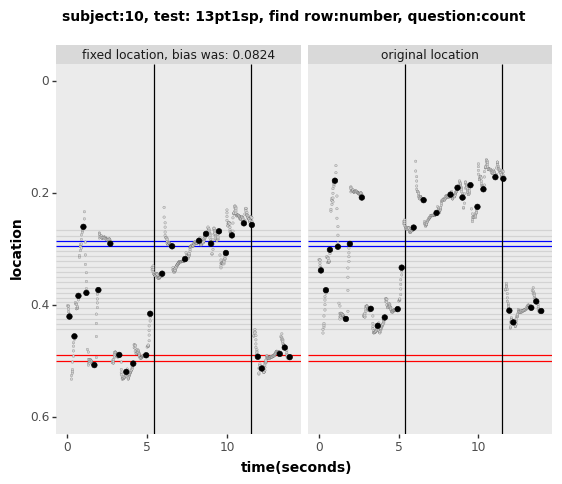 subject:10, test: 13pt1sp, find row:number, question:count
fixed location, bias was: 0.0824
original location
0
0.2
0.4
0.6
location
0
5
10
0
5
10
time(seconds)